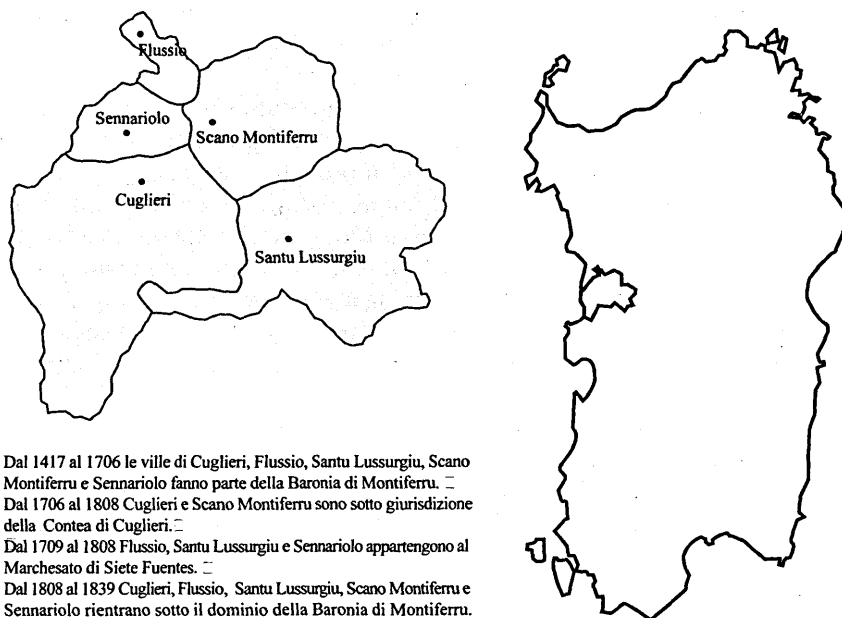 Flussio
Sennariolo
Scano Montiferru
Cuglieri
Santu Lussurgiu
Dal 1417 al 1706 le ville di Cuglieri, Flussio, Santu Lussurgiu, Scano
Montiferru e Sennariolo fanno parte della Baronia di Montiferru.
Dal 1706 al 1808 Cuglieri e Scano Montiferru sono sotto giurisdizione
della Contea di Cuglieri.
Dal 1709 al 1808 Flussio, Santu Lussurgiu e Sennariolo appartengono al
Marchesato di Siete Fuentes.
Dal 1808 al 1839 Cuglieri, Flussio, Santu Lussurgiu, Scano Montiferru e
Sennariolo rientrano sotto il dominio della Baronia di Montiferru.